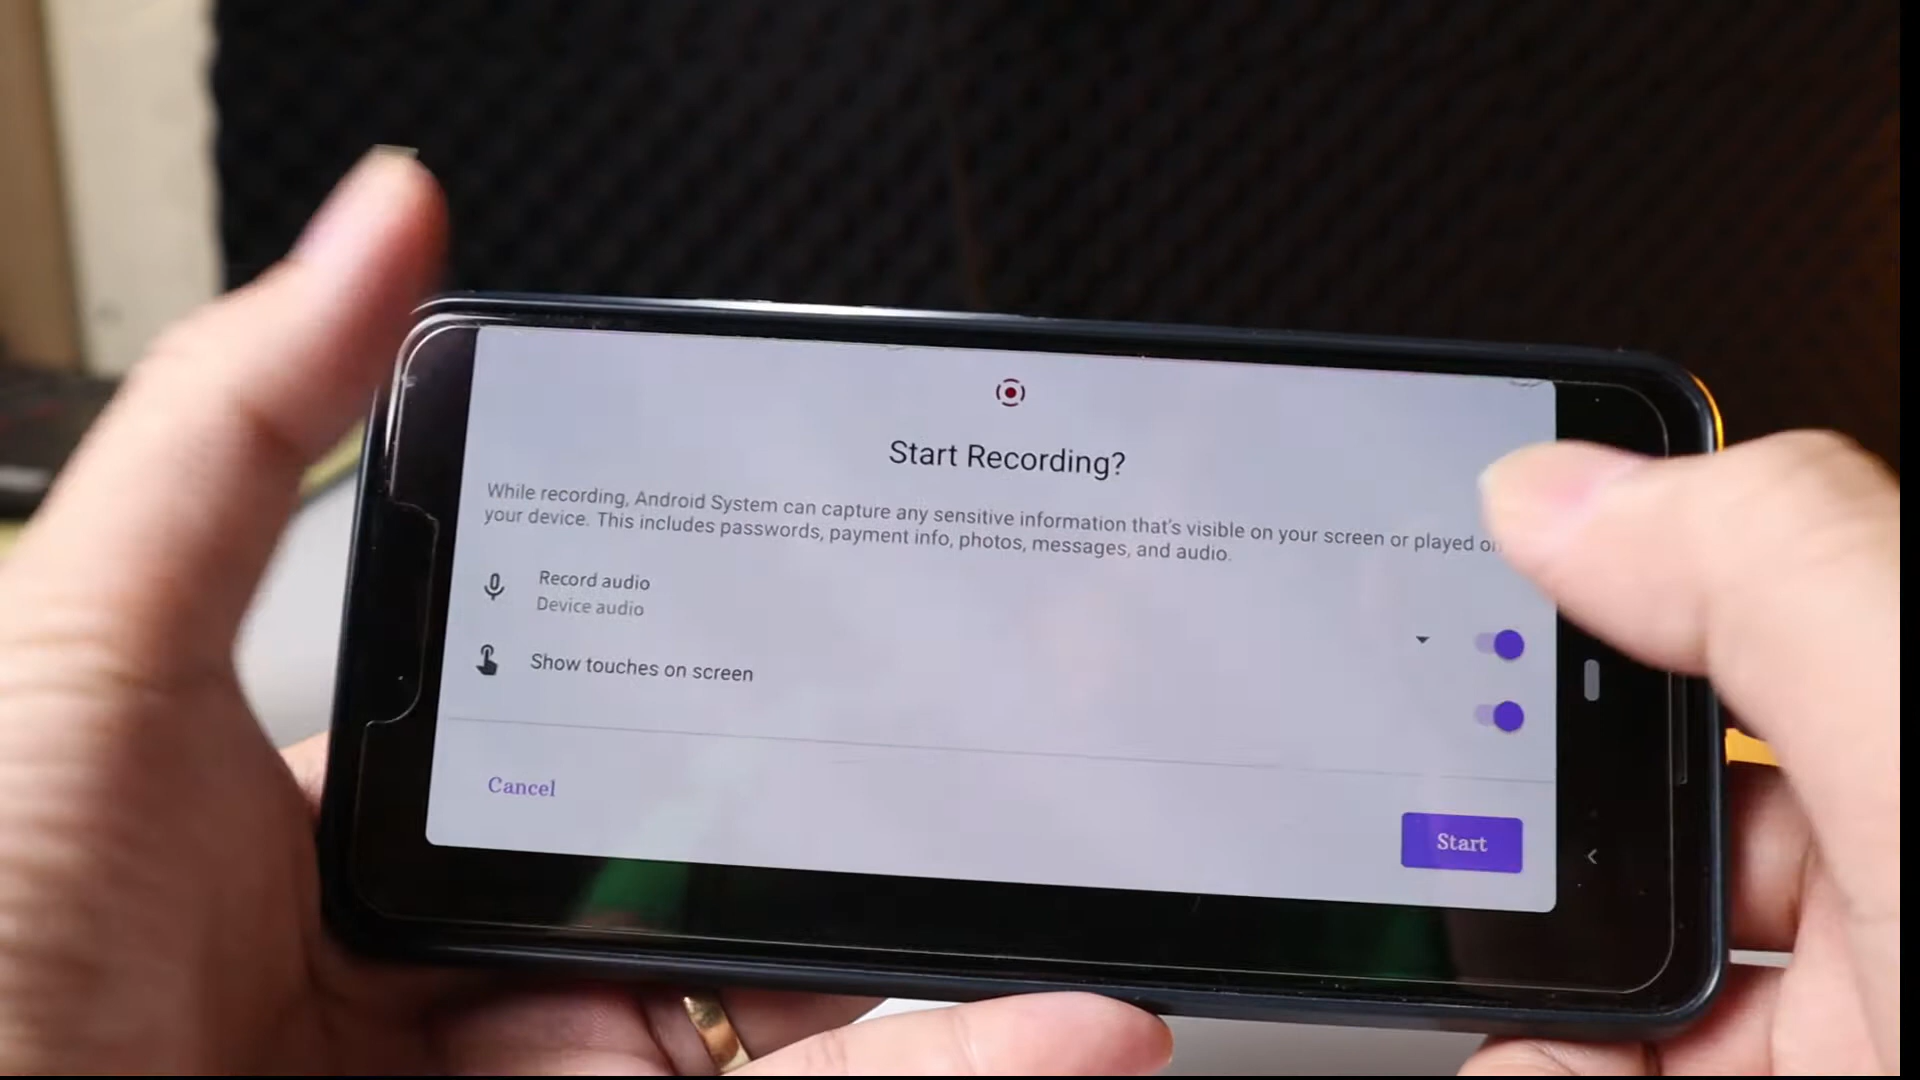 Start Recording?
While recording, Android System can capture any sensitive information that's visible on your screen or played on
your device. This includes passwords, payment info, photos, messages, and audio.
Record audio
Device audio
Show touches on screen
Cancel
Start